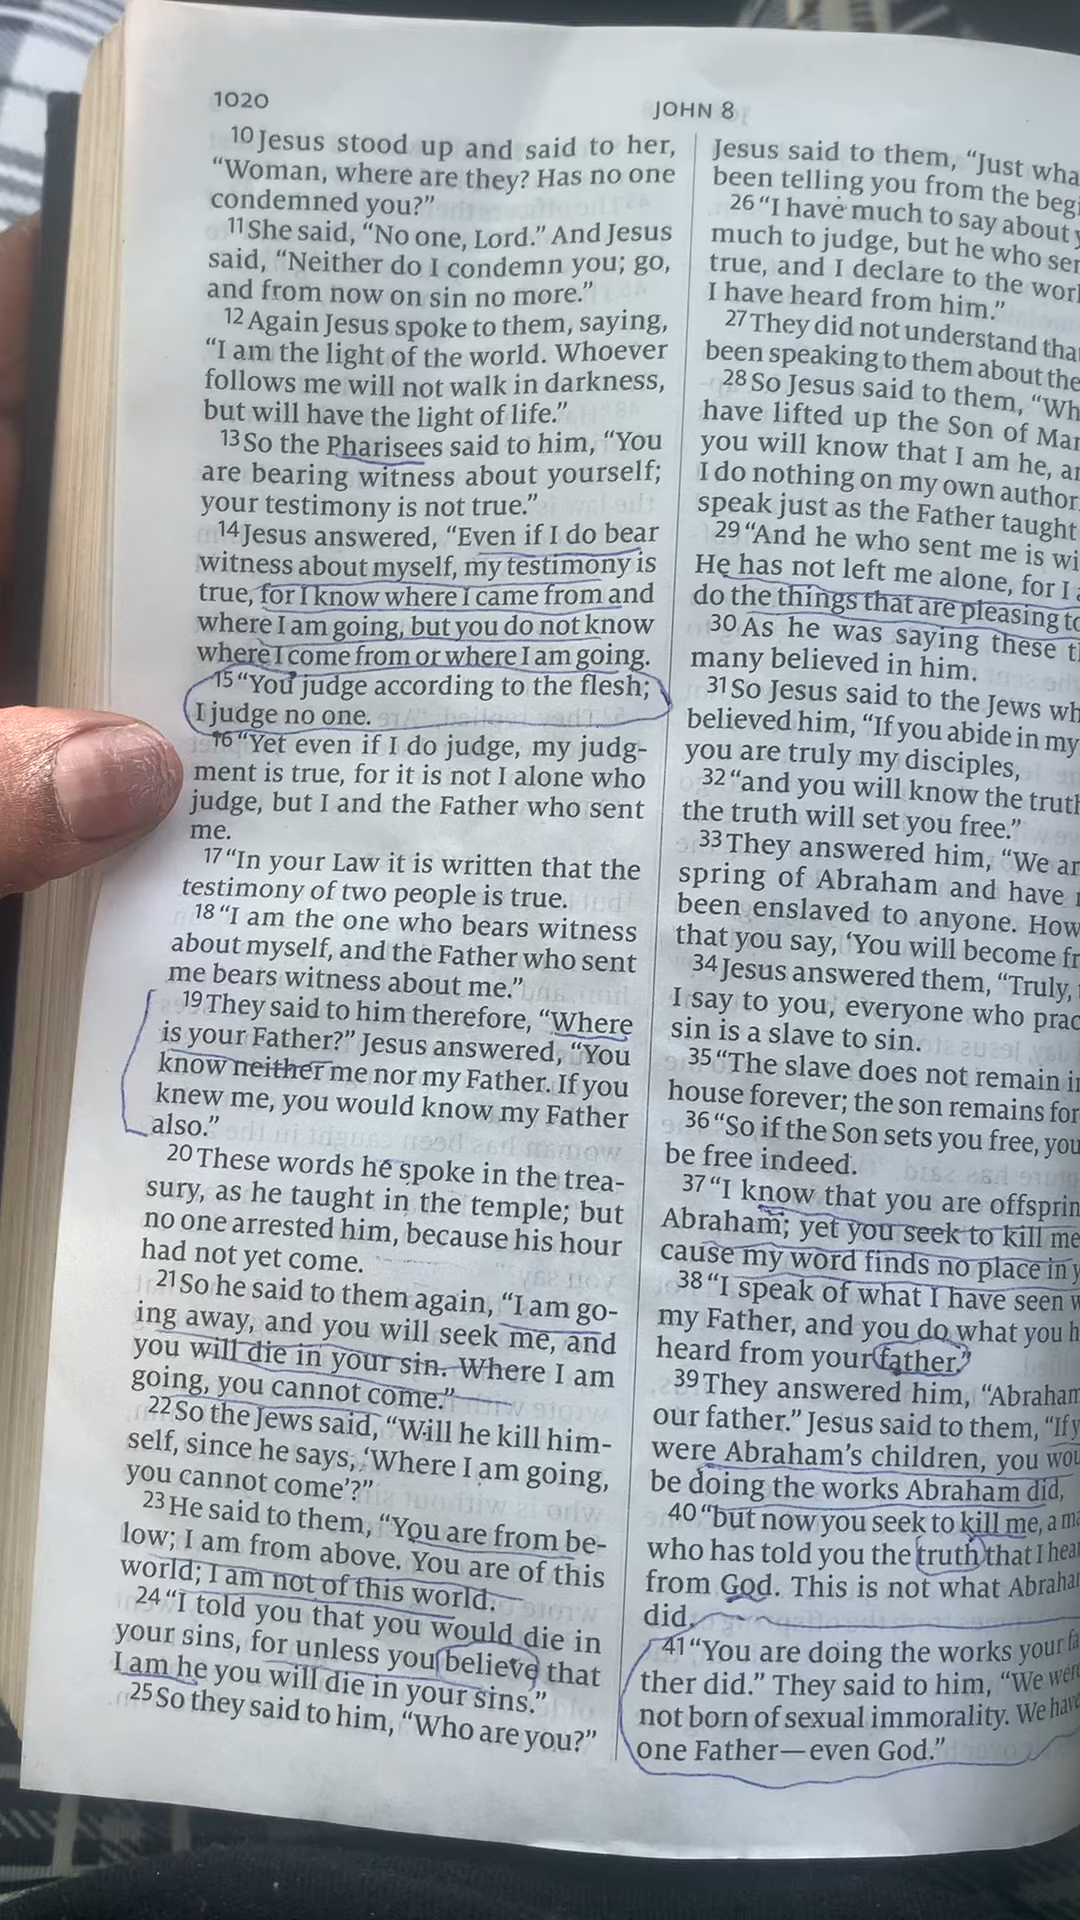 1020
JOHN 8
10 Jesus stood up and said to her,
“Woman, where are they? Has no one
condemned you?”
11 She said, “No one, Lord.” And Jesus
said, “Neither do I condemn you; go,
and from now on sin no more.”
12 Again Jesus spoke to them, saying,
“I am the light of the world. Whoever
follows me will not walk in darkness,
but will have the light of life.”
13 So the Pharisees said to him, “You
are bearing witness about yourself;
your testimony is not true.”
14 Jesus answered, “Even if I do bear
witness about myself, my testimony is
true, for I know where I came from and
where I am going, but you do not know
where I come from or where I am going.
15 “You judge according to the flesh;
I judge no one.
16 “Yet even if I do judge, my judg-
ment is true, for it is not I alone who
judge, but I and the Father who sent
me.
17 “In your Law it is written that the
testimony of two people is true.
18 “I am the one who bears witness
about myself, and the Father who sent
me bears witness about me.”
19 They said to him therefore, “Where
is your Father?” Jesus answered, “You
know neither me nor my Father. If you
knew me, you would know my Father
also.”
20 These words he spoke in the trea-
sury, as he taught in the temple; but
no one arrested him, because his hour
had not yet come.
21 So he said to them again, “I am go-
ing away, and you will seek me, and
you will die in your sin. Where I am
going, you cannot come.”
22 So the Jews said, “Will he kill him-
self, since he says, ‘Where I am going,
you cannot come’?”
23 He said to them, “You are from be-
low; I am from above. You are of this
world; I am not of this world.
24 “I told you that you would die in
your sins, for unless you believe that
I am he you will die in your sins.”
25 So they said to him, “Who are you?”
Jesus said to them, “Just
been telling you from the
26 “I have much to say about
much to judge, but he who
true, and I declare to the
I have heard from him.”
27 They did not understand
been speaking to them about the
28 So Jesus said to them,
have lifted up the Son of
you will know that I am he,
I do nothing on my own
speak just as the Father taught
29 “And he who sent me is
He has not left me alone, for I
do the things that are pleasing
30 As he was saying these
many believed in him.
31 So Jesus said to the Jews
believed him, “If you abide in my
you are truly my disciples,
32 “and you will know the
the truth will set you free.”
33 They answered him, “We
spring of Abraham and have
been enslaved to anyone. How
that you say, ‘You will become
34 Jesus answered them, “Truly,
I say to you, everyone who
sin is a slave to sin.
35 “The slave does not remain
house forever; the son remains
36 “So if the Son sets you free, you
be free indeed.
37 “I know that you are
Abraham; yet you seek to kill me
cause my word finds no place in
38 “I speak of what I have seen
my Father, and you do what you
heard from your father.”
39 They answered him, “Abraham
our father.” Jesus said to them, “If
were Abraham’s children, you
be doing the works Abraham did,
40 “but now you seek to kill me, a
who has told you the truth that I
from God. This is not what
did.
41 “You are doing the works your fa-
ther did.” They said to him, “We were
not born of sexual immorality. We have
one Father—even God.”